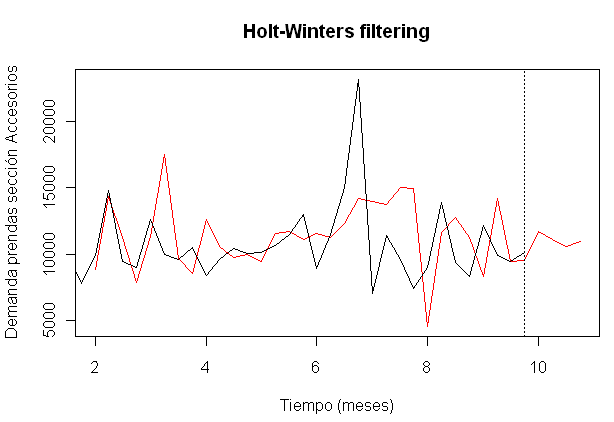 Holt-Winters filtering
Demanda prendas sección Accesorios
20000
15000
10000
5000
2 4 6 8 10
Tiempo (meses)